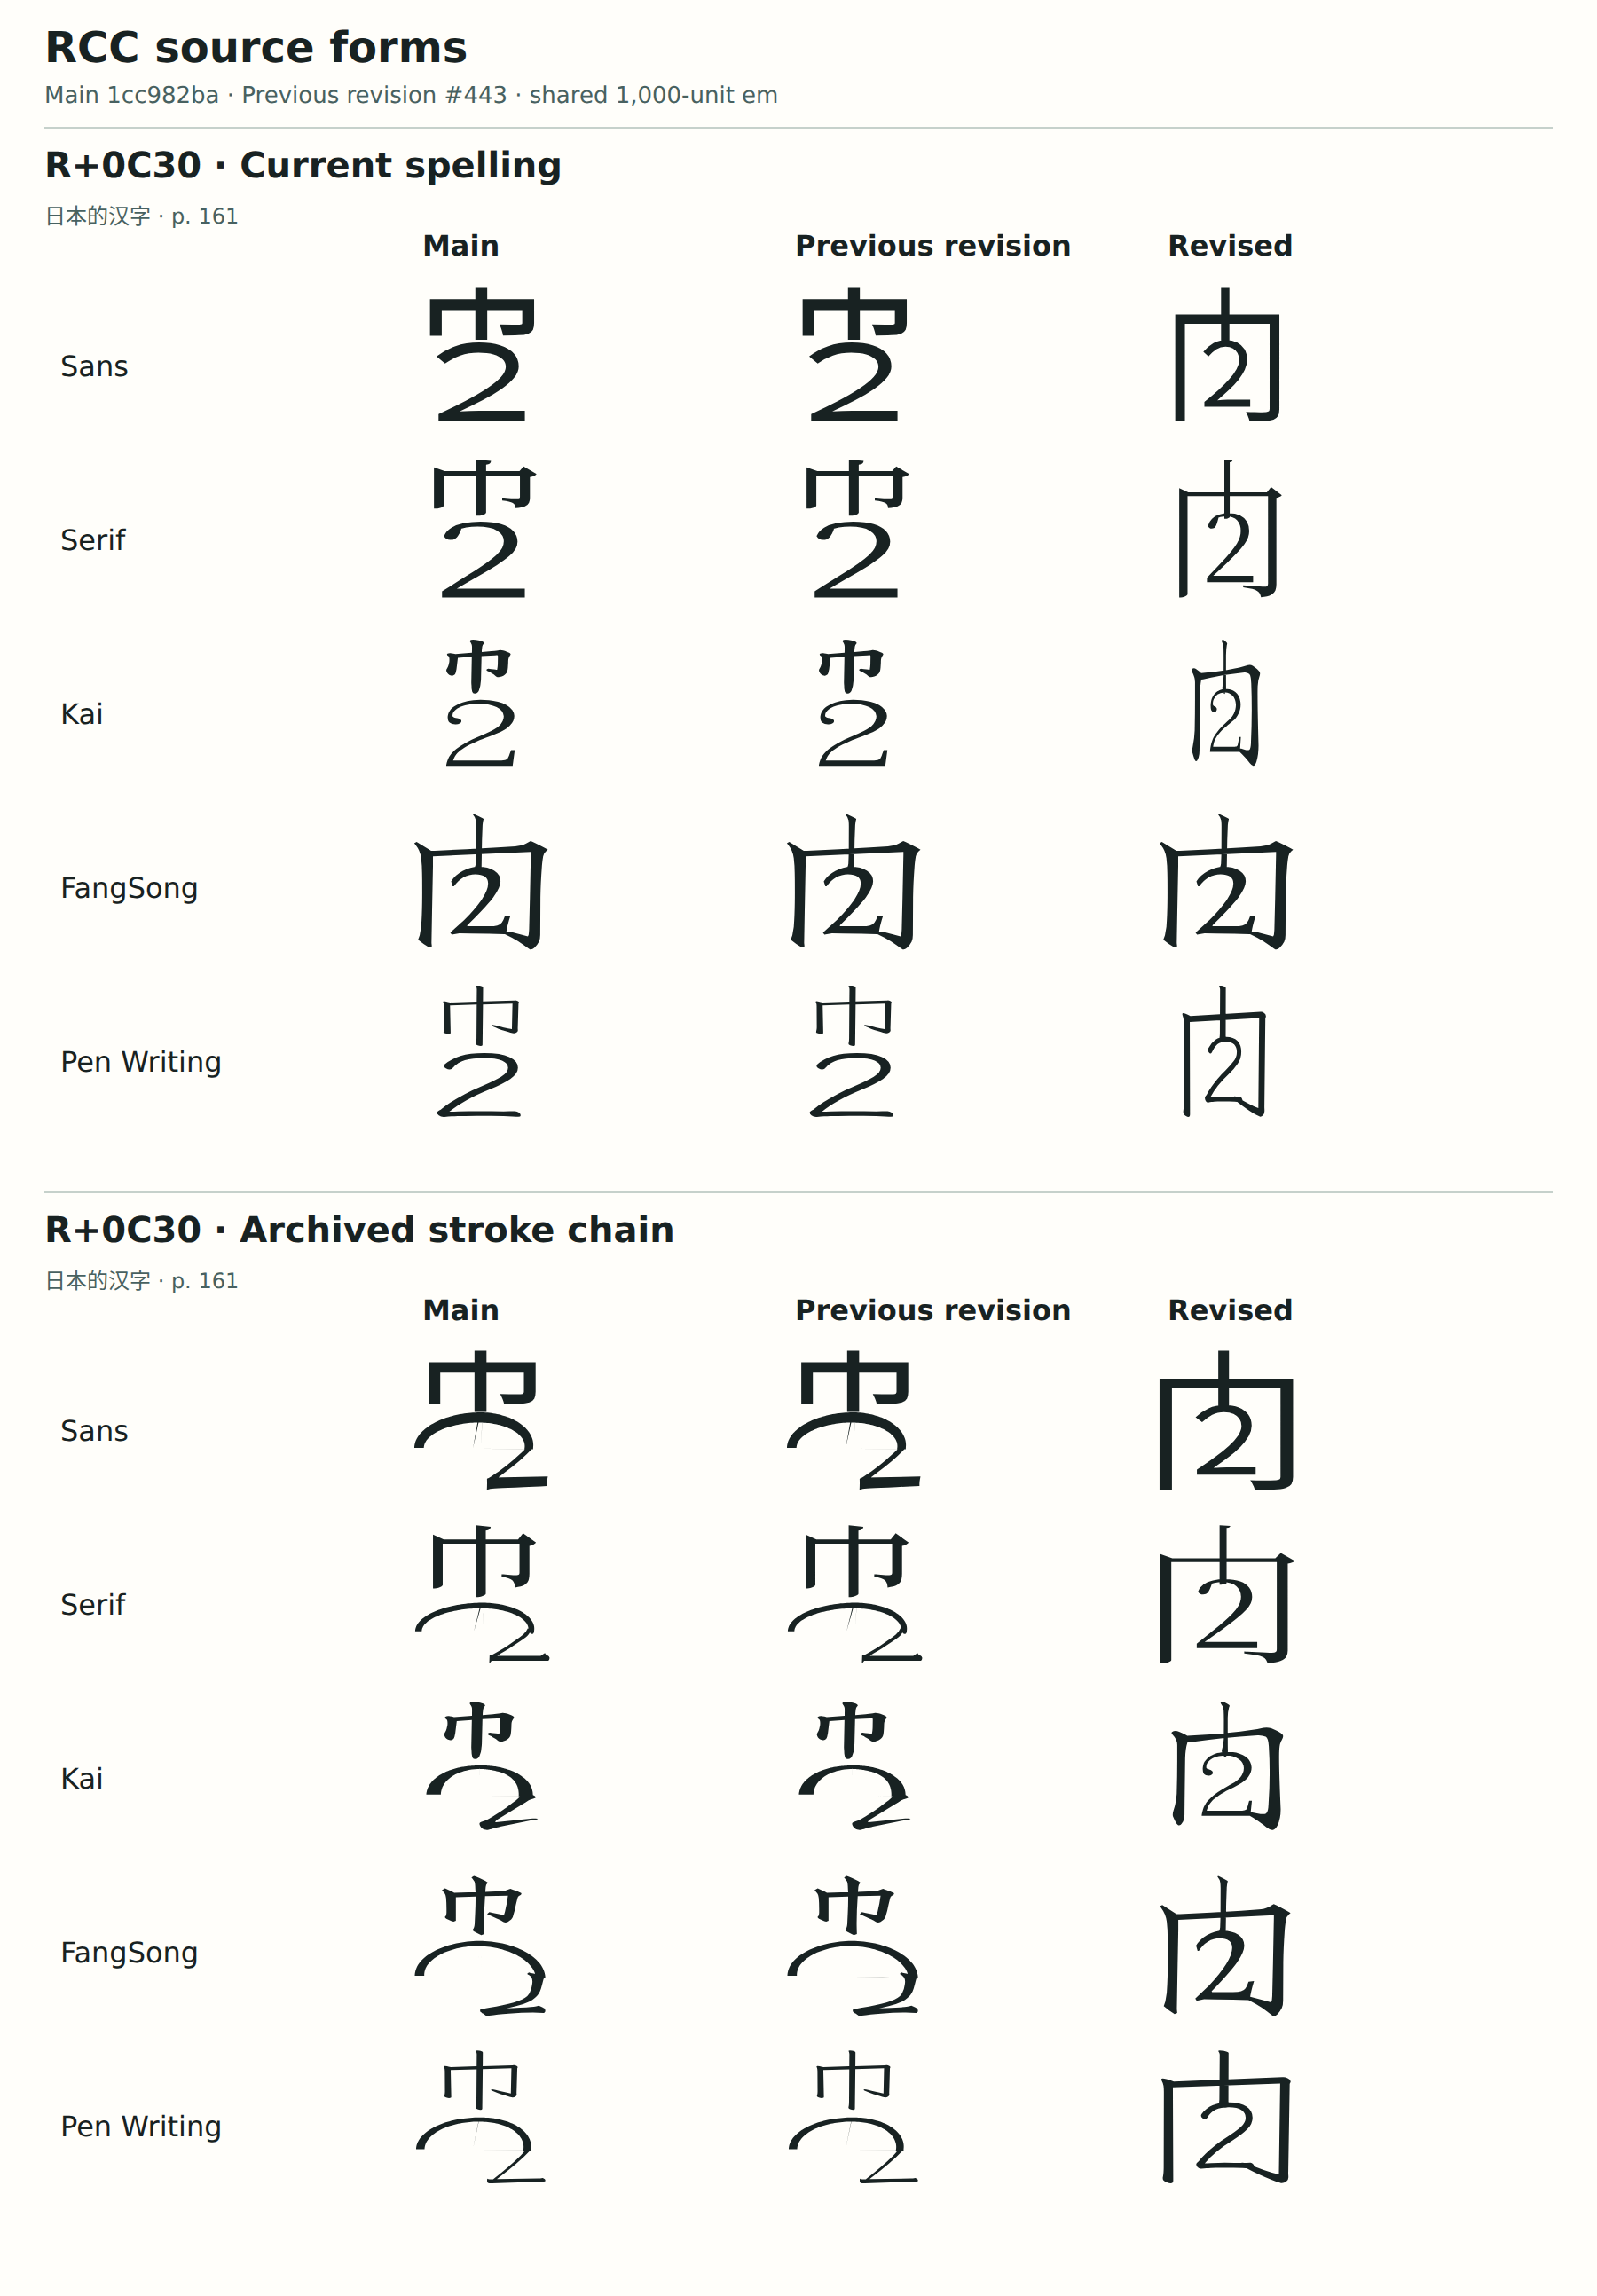 RCC source forms
Main 1cc982ba · Previous revision #443 · shared 1,000-unit em
R+0C30 · Current spelling
日本的汉字 · p. 161
Main Previous revision Revised
Sans
Serif
Kai
FangSong
Pen Writing
R+0C30 · Archived stroke chain
日本的汉字 · p. 161
Main Previous revision Revised
Sans
Serif
Kai
FangSong
Pen Writing